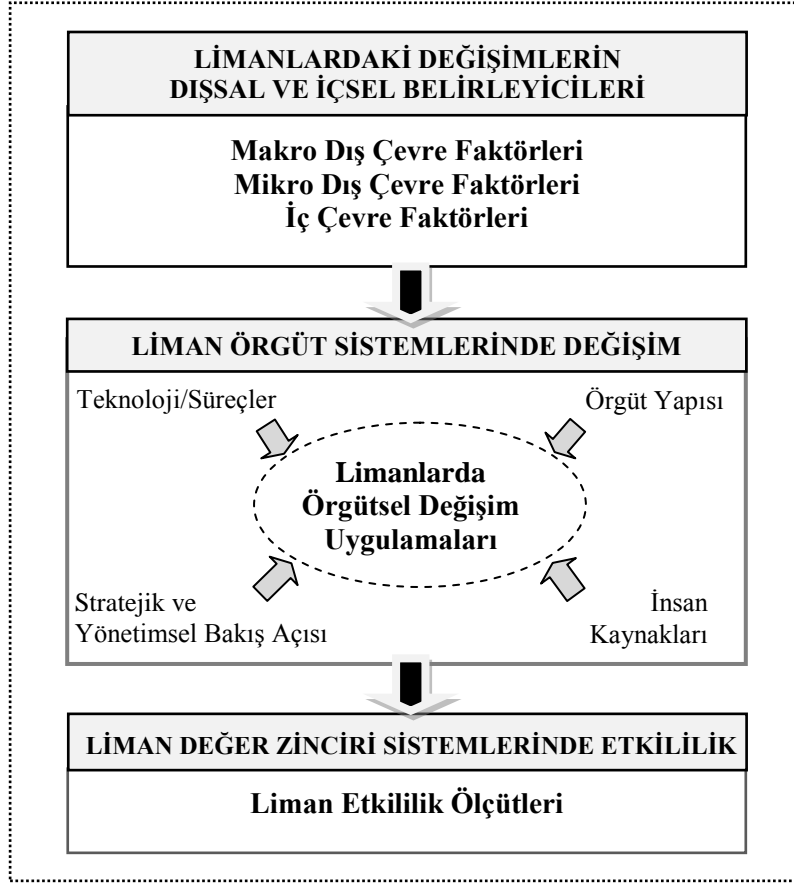 LİMANLARDAKİ DEĞİŞİMLERİN
DIŞSAL VE İÇSEL BELİRLEYİCİLERİ
Makro Dış Çevre Faktörleri
Mikro Dış Çevre Faktörleri
İç Çevre Faktörleri
LİMAN ÖRGÜT SİSTEMLERİNDE DEĞİŞİM
Teknoloji/Süreçler
Örgüt Yapısı
Limanlarda
Örgütsel Değişim
Uygulamaları
Stratejik ve
Yönetimsel Bakış Açısı
İnsan
Kaynakları
LİMAN DEĞER ZİNCİRİ SİSTEMLERİNDE ETKİLİLİK
Liman Etkililik Ölçütleri